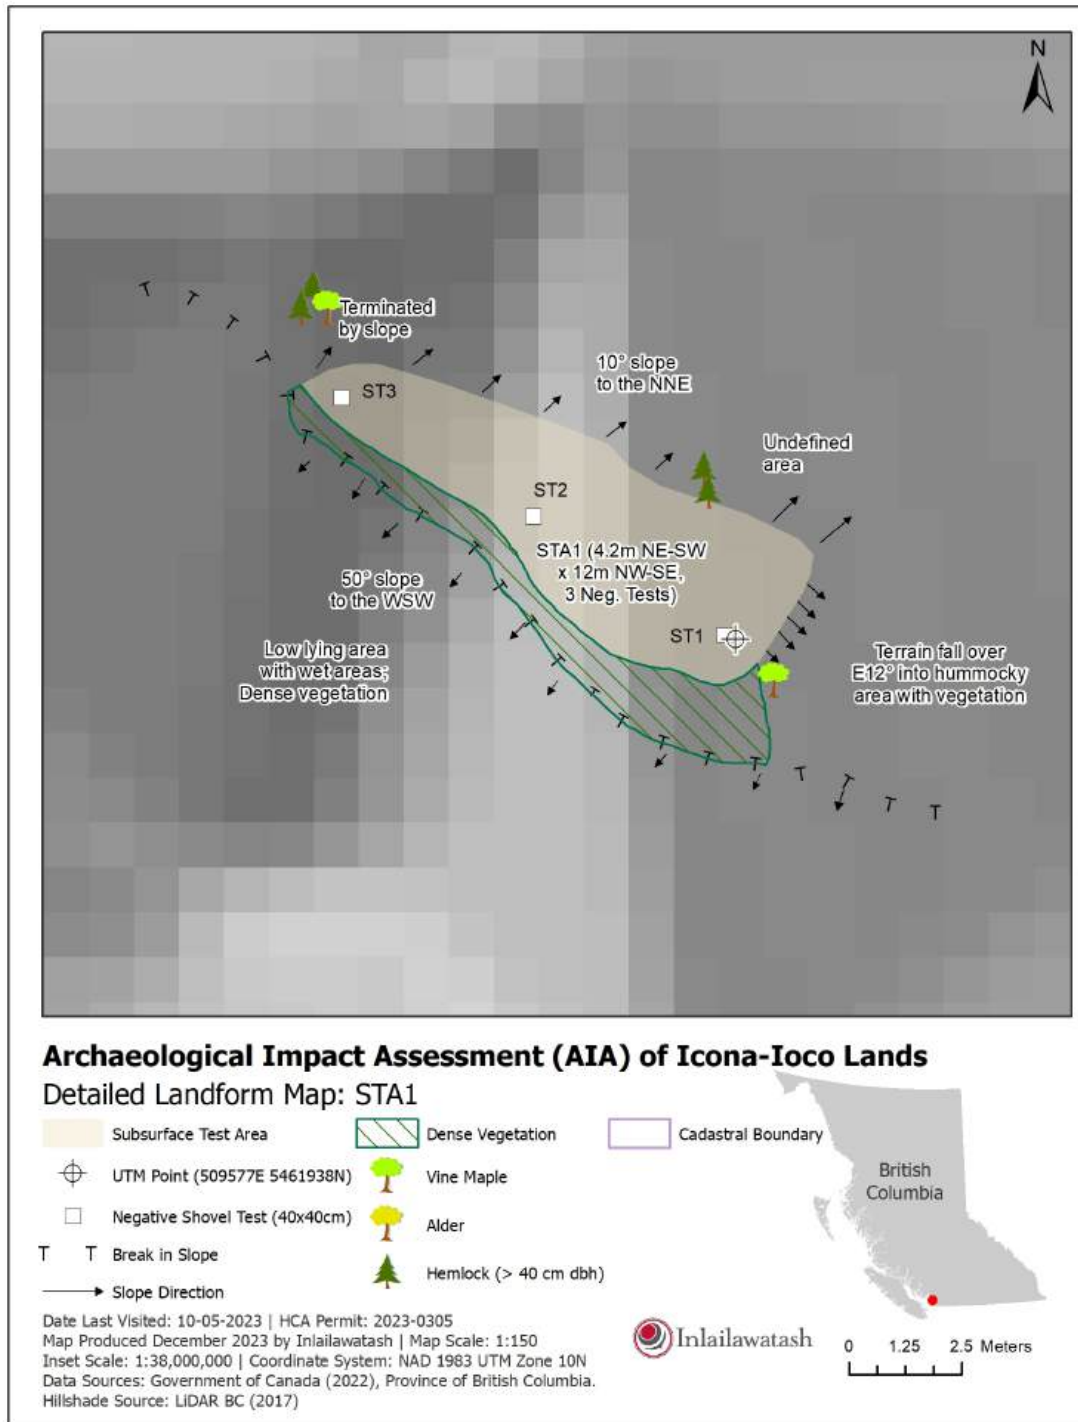 N
Terminated
by slope
ST3
10° slope
to the NNE
Undefined
area
ST2
STA1 (4.2m NE-SW
x 12m NW-SE,
3 Neg. Tests)
50° slope
to the WSW
ST1
Low lying area
with wet areas;
Dense vegetation
Terrain fall over
E12° into hummocky
area with vegetation
Archaeological Impact Assessment (AIA) of Icona-Ioco Lands
Detailed Landform Map: STA1
Subsurface Test Area
Dense Vegetation
Cadastral Boundary
UTM Point (509577E 5461938N)
Vine Maple
Negative Shovel Test (40x40cm)
Alder
T T Break in Slope
Hemlock (> 40 cm dbh)
Slope Direction
British
Columbia
Date Last Visited: 10-05-2023 | HCA Permit: 2023-0305
Map Produced December 2023 by Inlailawatash | Map Scale: 1:150
Inset Scale: 1:38,000,000 | Coordinate System: NAD 1983 UTM Zone 10N
Data Sources: Government of Canada (2022), Province of British Columbia.
Hillshade Source: LiDAR BC (2017)
Inlailawatash
0 1.25 2.5 Meters